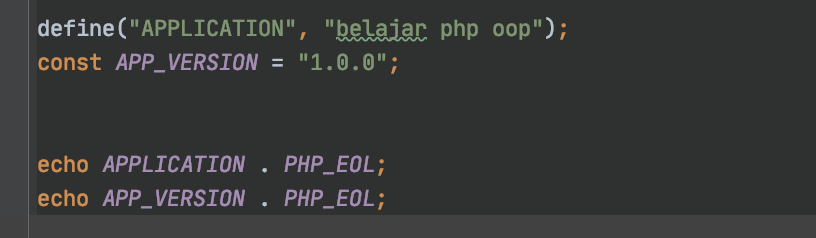 define("APPLICATION", "belajar php oop");
const APP_VERSION = "1.0.0";
echo APPLICATION . PHP_EOL;
echo APP_VERSION . PHP_EOL;